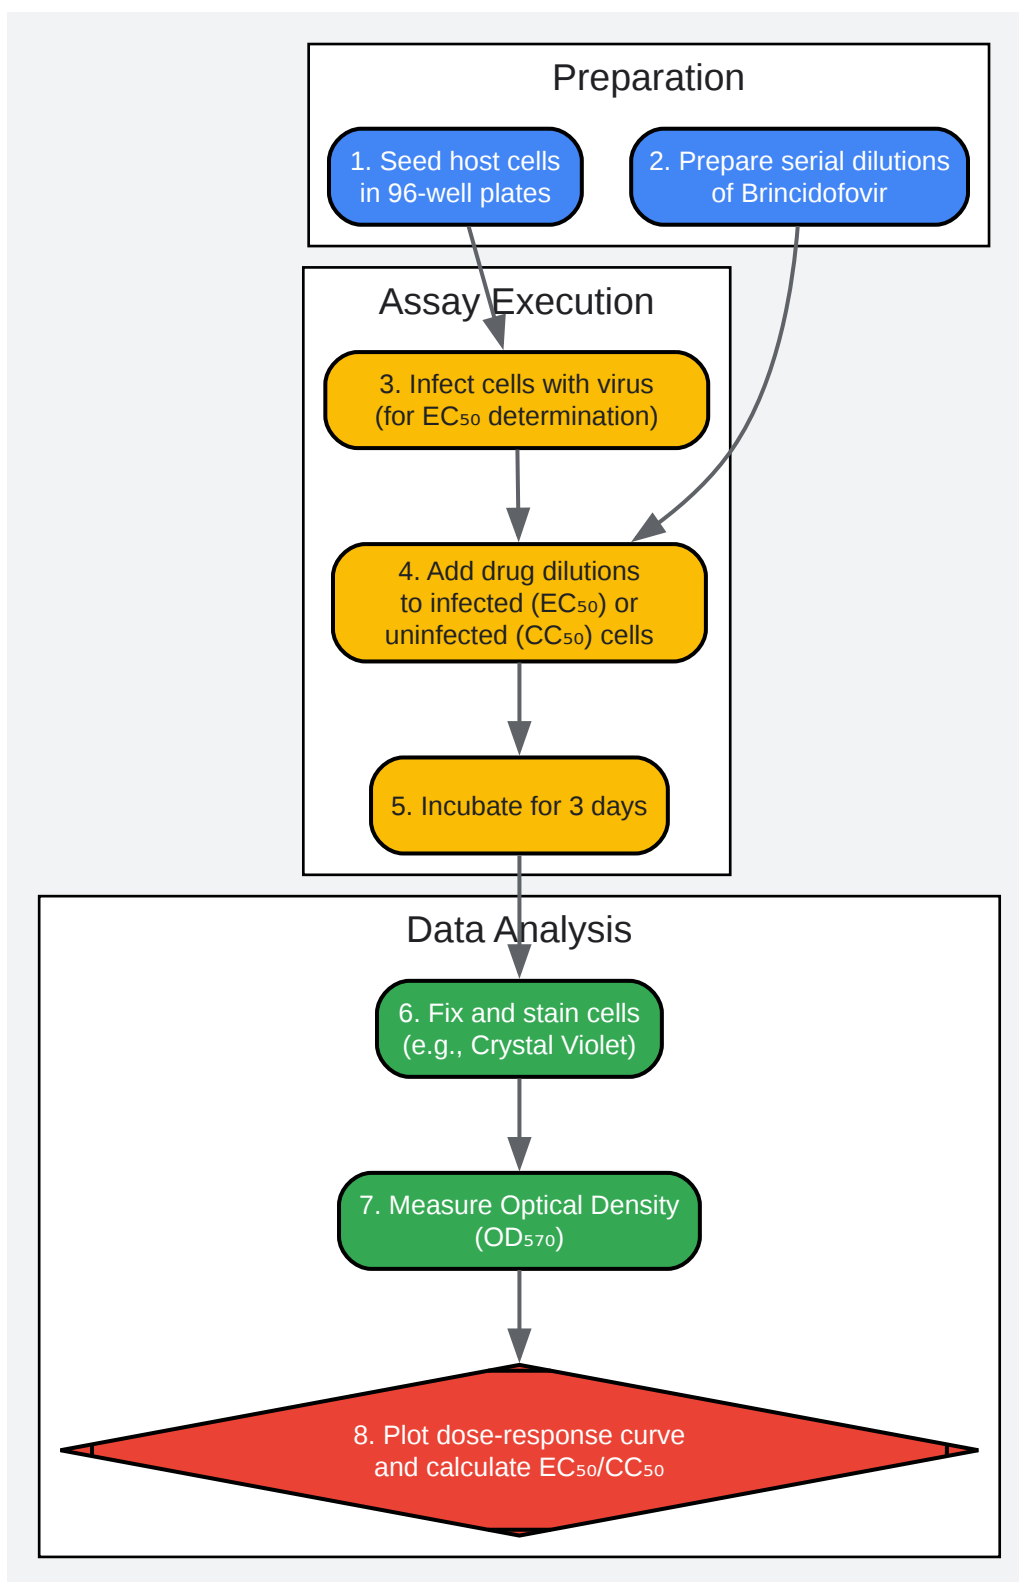 Preparation
1. Seed host cells
in 96-well plates
2. Prepare serial dilutions
of Brincidofovir
Assay Execution
3. Infect cells with virus
(for EC₅₀ determination)
4. Add drug dilutions
to infected (EC₅₀) or
uninfected (CC₅₀) cells
5. Incubate for 3 days
Data Analysis
6. Fix and stain cells
(e.g., Crystal Violet)
7. Measure Optical Density
(OD₅₇₀)
8. Plot dose-response curve
and calculate EC₅₀/CC₅₀